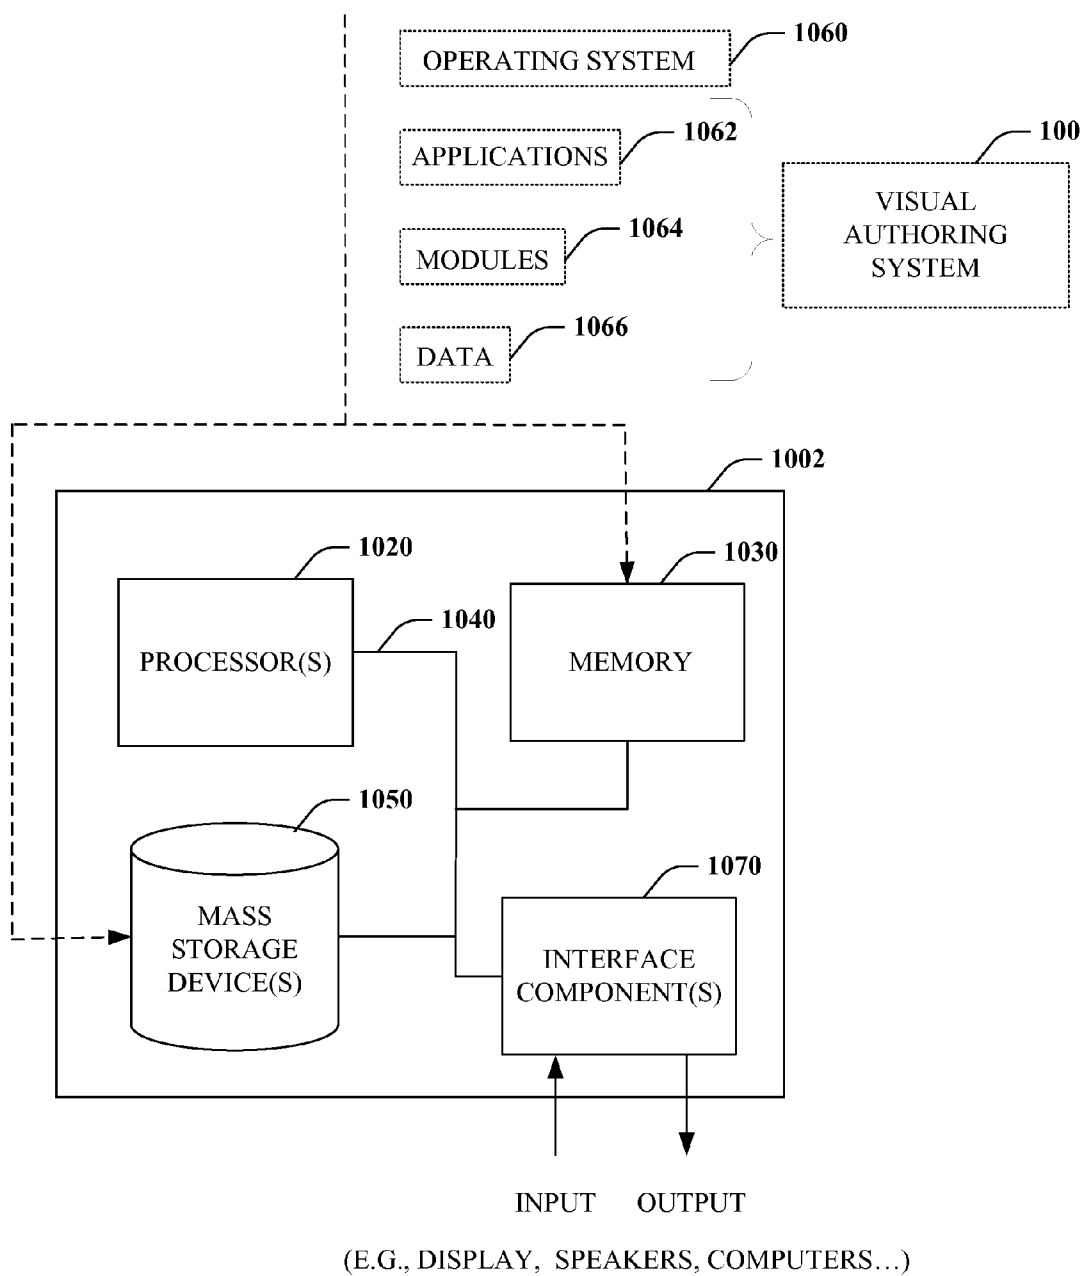 1060
OPERATING SYSTEM
1062
100
APPLICATIONS
VISUAL
AUTHORING
SYSTEM
1064
MODULES
1066
DATA
1002
1020
1030
1040
PROCESSOR(S)
MEMORY
1050
1070
MASS
STORAGE
DEVICE(S)
INTERFACE
COMPONENT(S)
INPUT OUTPUT
(E.G., DISPLAY, SPEAKERS, COMPUTERS…)